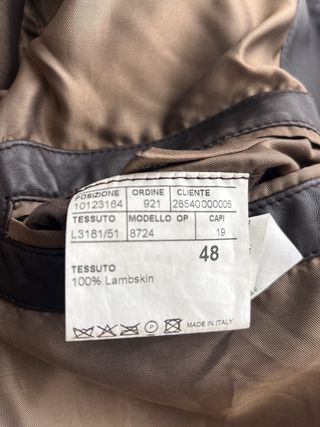 POSIZIONE ORDINE CLIENTE
10123164 921 28540000005
TESSUTO MODELLO OP CAPI
L3181/51 8724 19
48
TESSUTO
100% Lambskin
P MADE IN ITALY